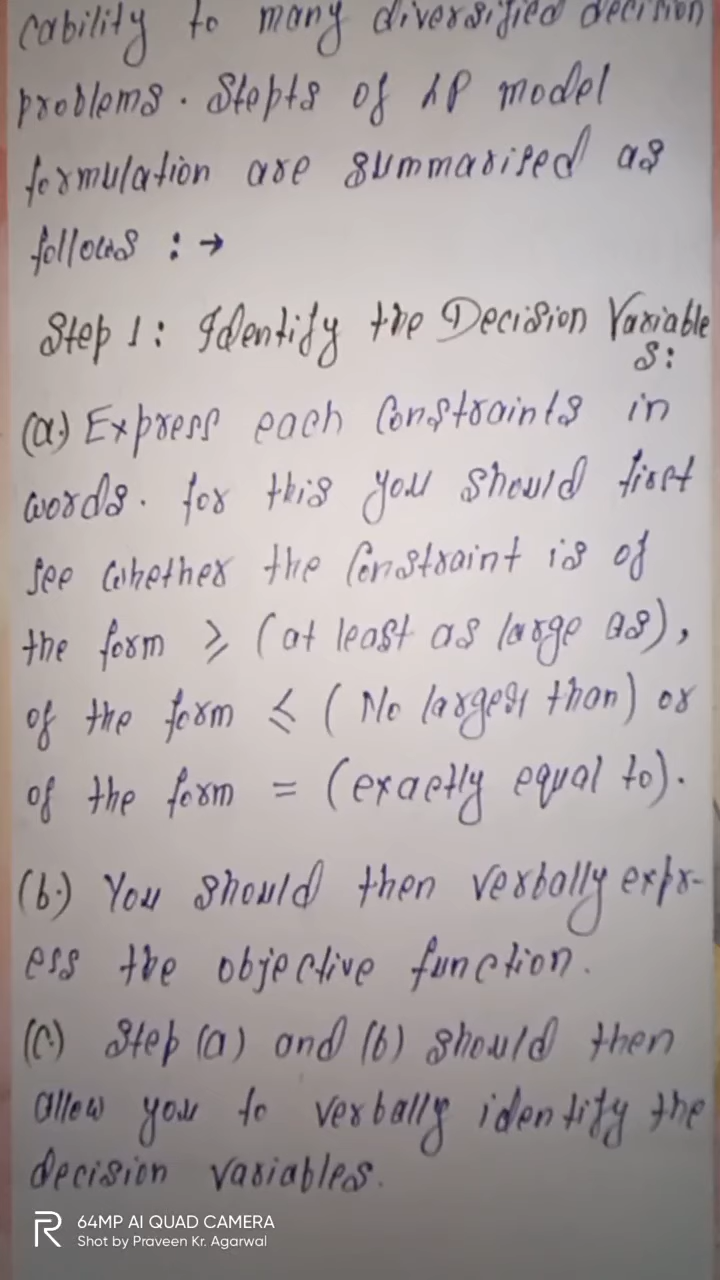 cability to many diversified decision
problems. Stepts of LP model
formulation are summarised as
follows : →
Step 1: Identify the Decision Variable
s:
(a.) Express each Constraints in
words. for this you should first
see whether the Constraint is of
the form ≥ (at least as large as),
of the form ≤ ( No larger than) or
of the form = (exactly equal to).
(b.) You should then verbally expr-
ess the objective function.
(c.) Step (a) and (b) should then
allow you to verbally identify the
decision variables.
64MP AI QUAD CAMERA
Shot by Praveen Kr. Agarwal